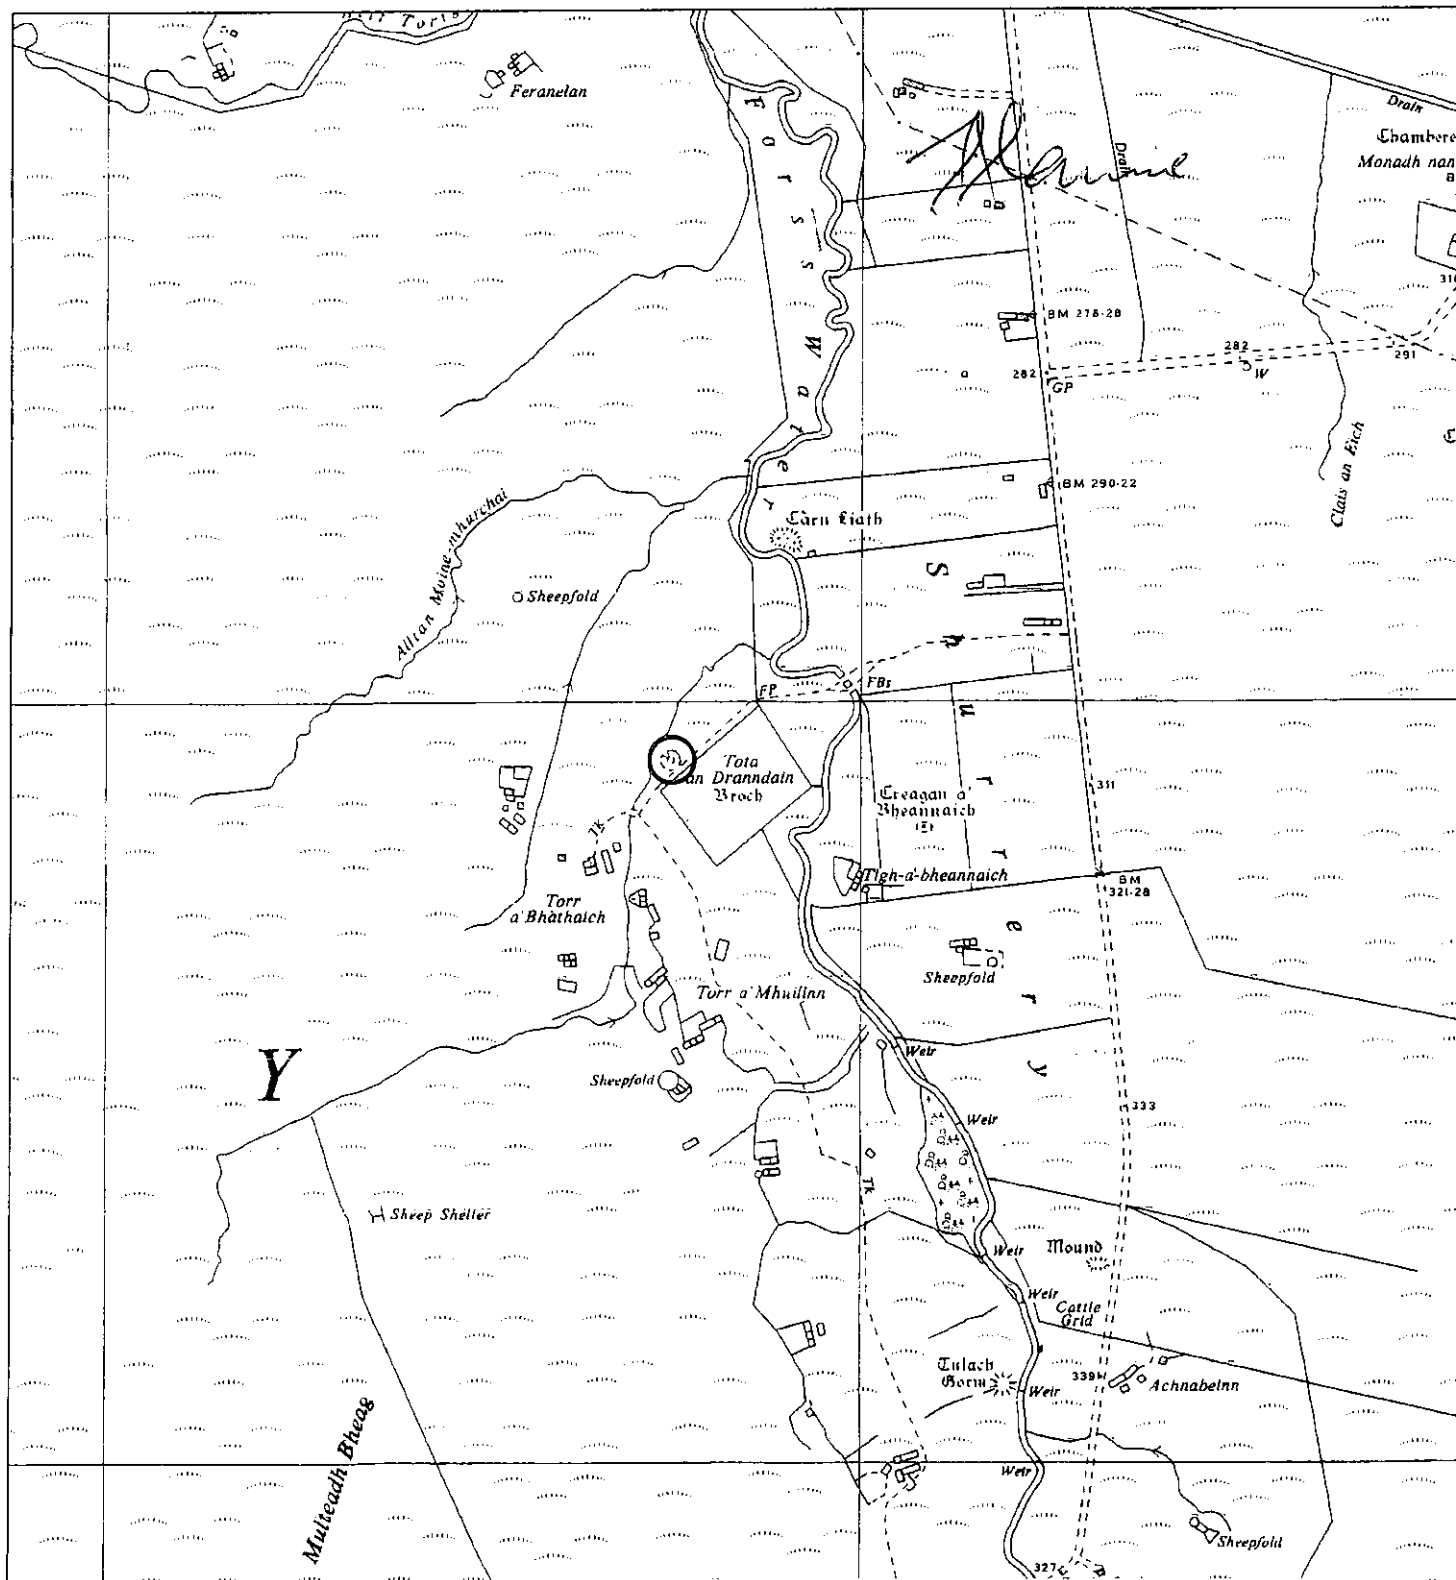 Feranelan
Drain
Drain
Monadh nan
BM 278·28
282
282
291
GP
W
Forss Water
Clais an Eich
BM 290·22
Alltan Moine-mhurchai
Càrn Liath
Sheepfold
Shurrery
FP
FBs
Tota
an Dranndain
Broch
311
Creagan a'
Bheannaich
Tk
Tigh-a'-bheannaich
BM
321·28
Torr
a'Bhathaich
Sheepfold
Torr a'Mhuilinn
Weir
Y
Sheepfold
333
Weir
Tk
Sheep Shelter
Weir
Mound
Weir
Cattle
Grid
Tulach
Gorm
Weir
339
Achnabeinn
Multeadh Bheag
Weir
Sheepfold
327